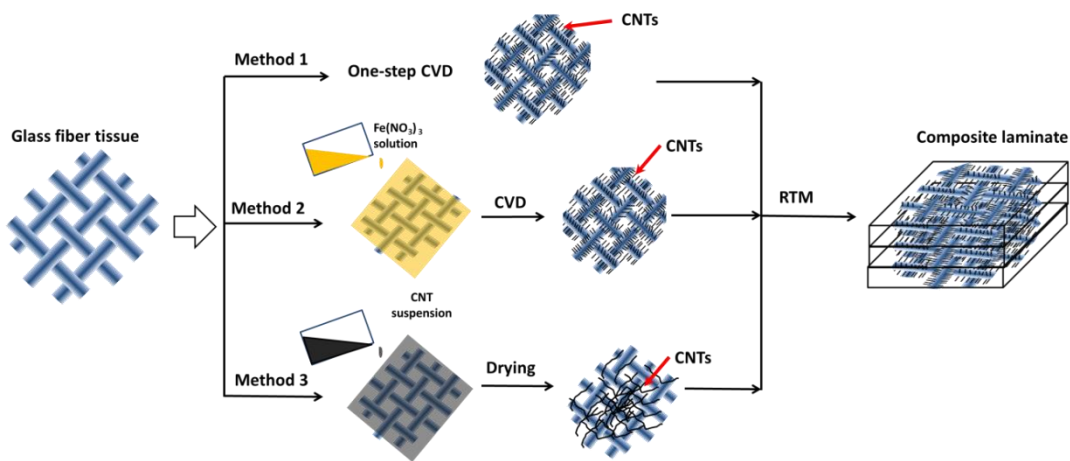 CNTs
Method 1
One-step CVD
Fe(NO₃)₃
solution
Glass fiber tissue
CNTs
Composite laminate
Method 2
CVD
RTM
CNT
suspension
CNTs
Method 3
Drying